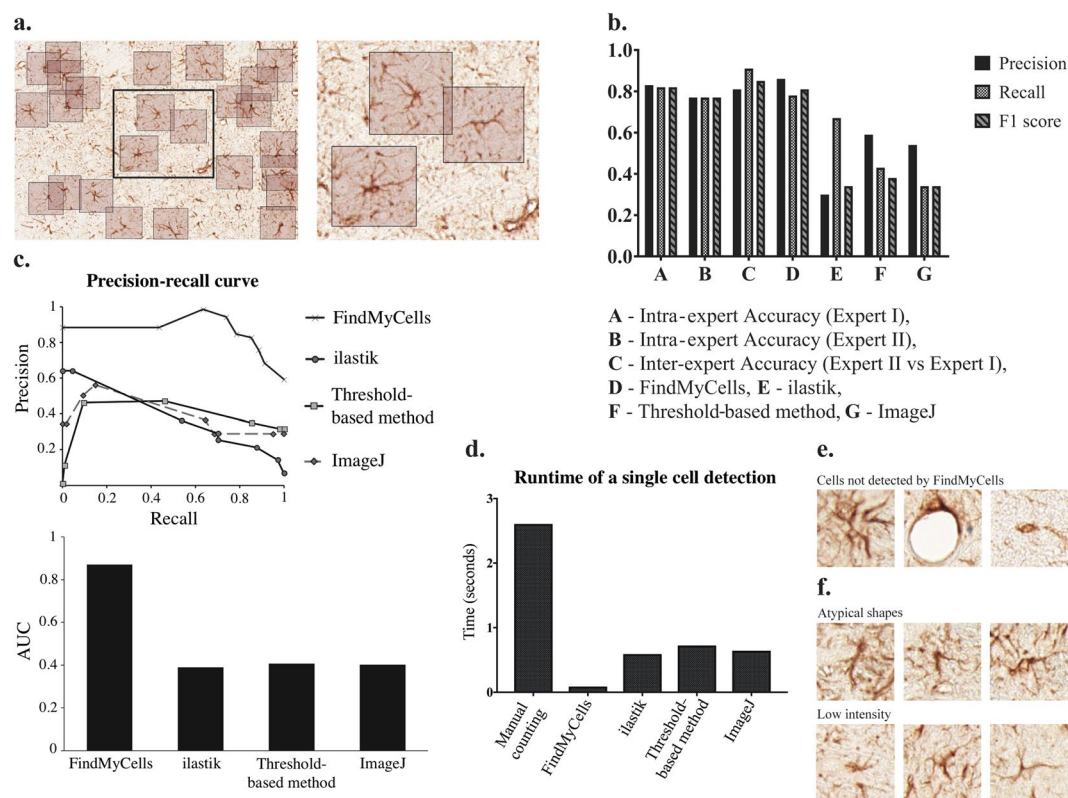 a.
b.
1.0
0.8
0.6
0.4
0.2
0.0
A B C D E F G
Precision
Recall
F1 score
A - Intra-expert Accuracy (Expert I),
B - Intra-expert Accuracy (Expert II),
C - Inter-expert Accuracy (Expert II vs Expert I),
D - FindMyCells, E - ilastik,
F - Threshold-based method, G - ImageJ
c.
Precision-recall curve
Precision
1
0.8
0.6
0.4
0.2
0 0.2 0.4 0.6 0.8 1
Recall
FindMyCells
ilastik
Threshold-
based method
ImageJ
AUC
1
0.8
0.6
0.4
0.2
0
FindMyCells ilastik Threshold- ImageJ
based method
d.
Runtime of a single cell detection
Time (seconds)
3
2
1
0
Manual
counting
FindMyCells
ilastik
Threshold-
based method
ImageJ
e.
Cells not detected by FindMyCells
f.
Atypical shapes
Low intensity